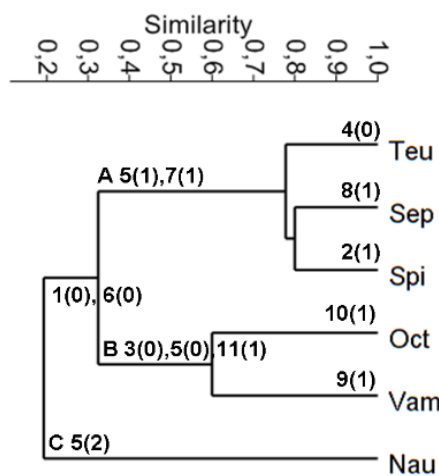 Similarity
0,2 0,3 0,4 0,5 0,6 0,7 0,8 0,9 1,0
4(0)
Teu
A 5(1),7(1)
8(1)
Sep
2(1)
Spi
1(0), 6(0)
10(1)
Oct
B 3(0),5(0),11(1)
9(1)
Vam
C 5(2)
Nau